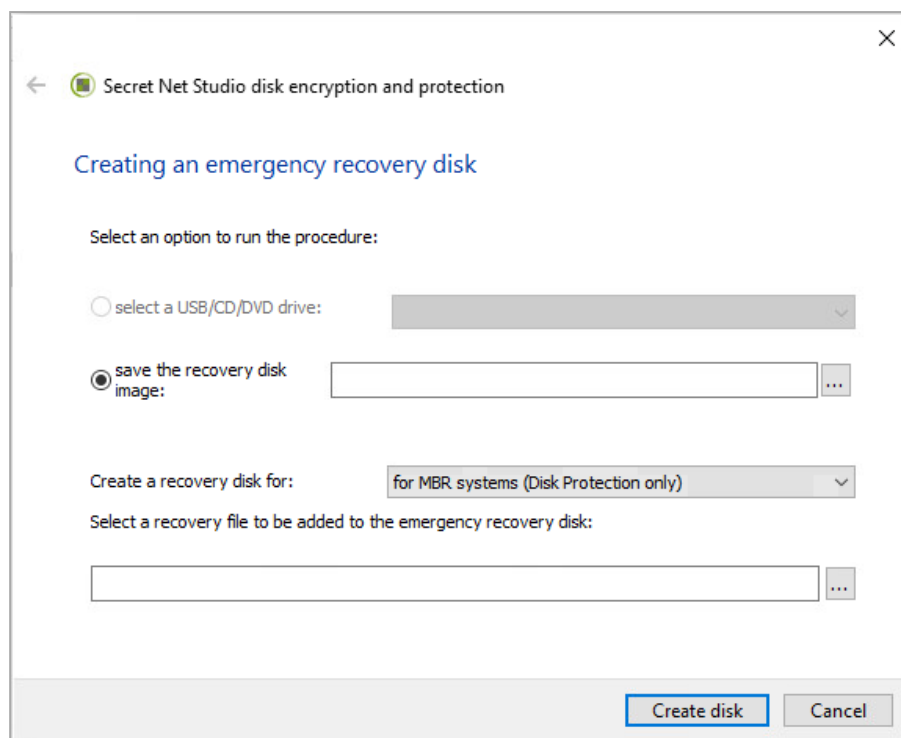 Secret Net Studio disk encryption and protection
Creating an emergency recovery disk
Select an option to run the procedure:
select a USB/CD/DVD drive:
save the recovery disk
image:
...
Create a recovery disk for:
for MBR systems (Disk Protection only)
Select a recovery file to be added to the emergency recovery disk:
...
Create disk
Cancel